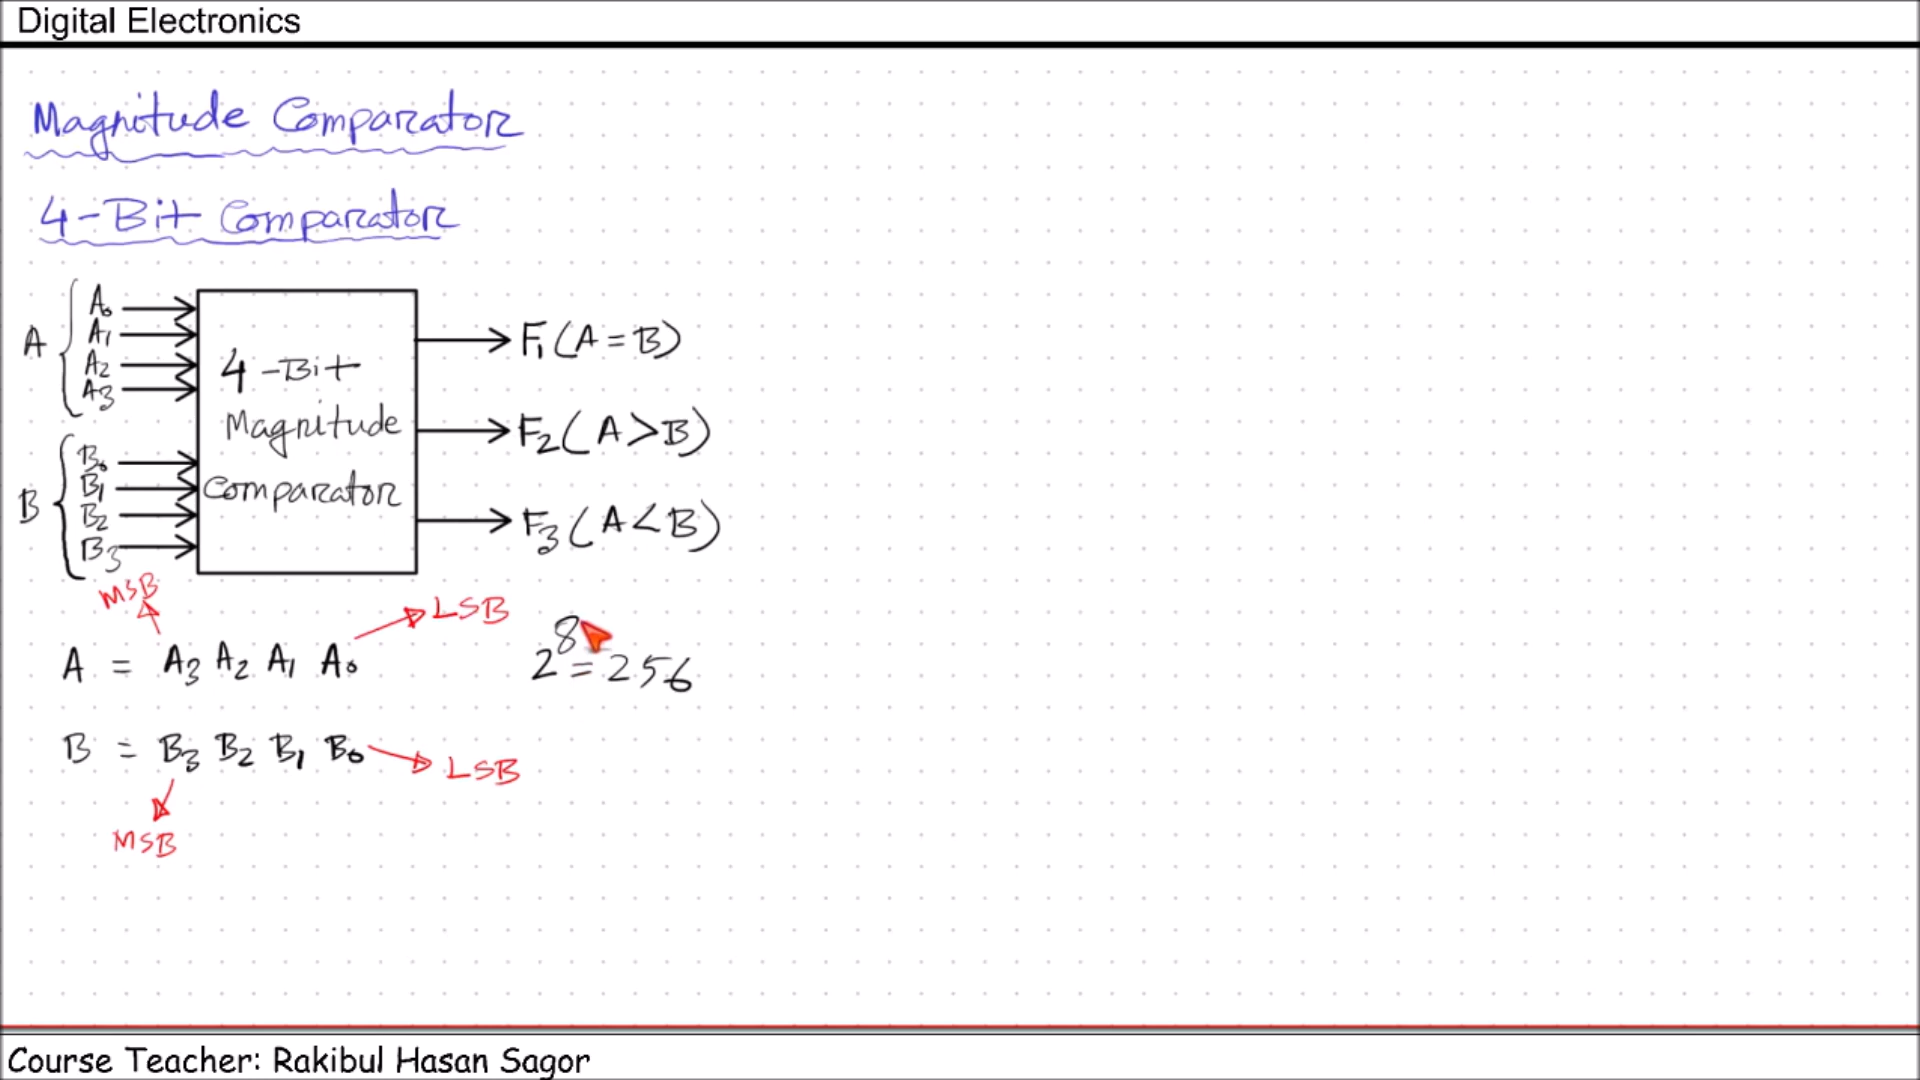 Digital Electronics
Magnitude Comparator
4-Bit Comparator
A
A₀
A₁
A₂
A₃
B
B₀
B₁
B₂
B₃
4-Bit
Magnitude
Comparator
F₁(A=B)
F₂(A>B)
F₃(A<B)
MSB
LSB
A = A₃ A₂ A₁ A₀
2⁸=256
B = B₃ B₂ B₁ B₀
LSB
MSB
Course Teacher: Rakibul Hasan Sagor